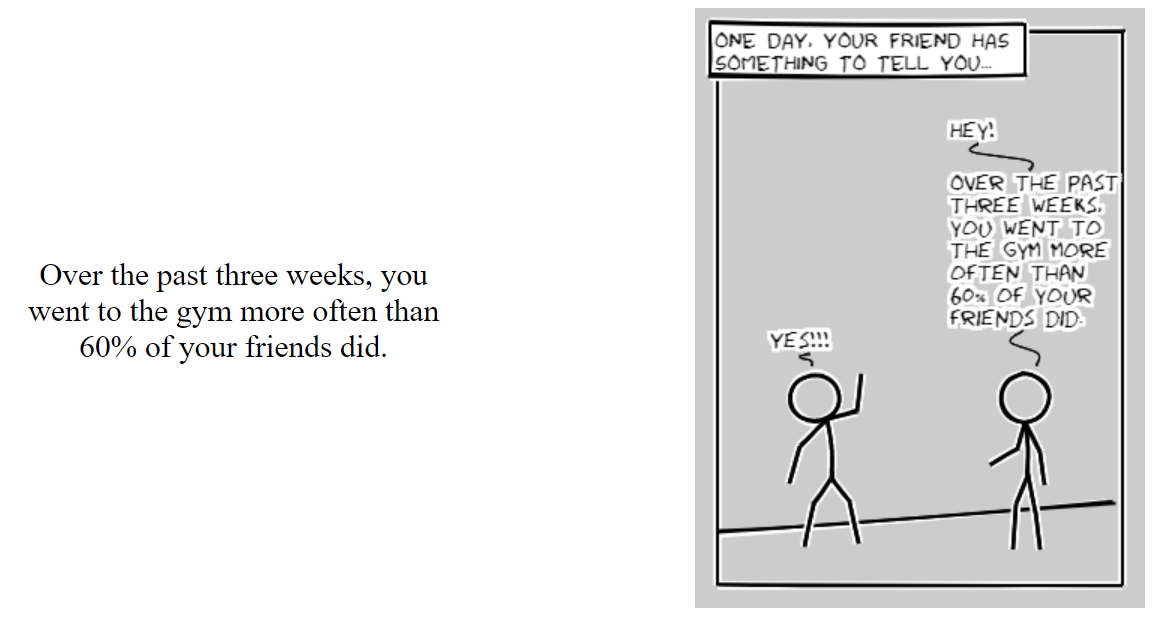 Over the past three weeks, you
went to the gym more often than
60% of your friends did.
ONE DAY, YOUR FRIEND HAS
SOMETHING TO TELL YOU...
HEY!
OVER THE PAST
THREE WEEKS,
YOU WENT TO
THE GYM MORE
OFTEN THAN
60% OF YOUR
FRIENDS DID.
YES!!!